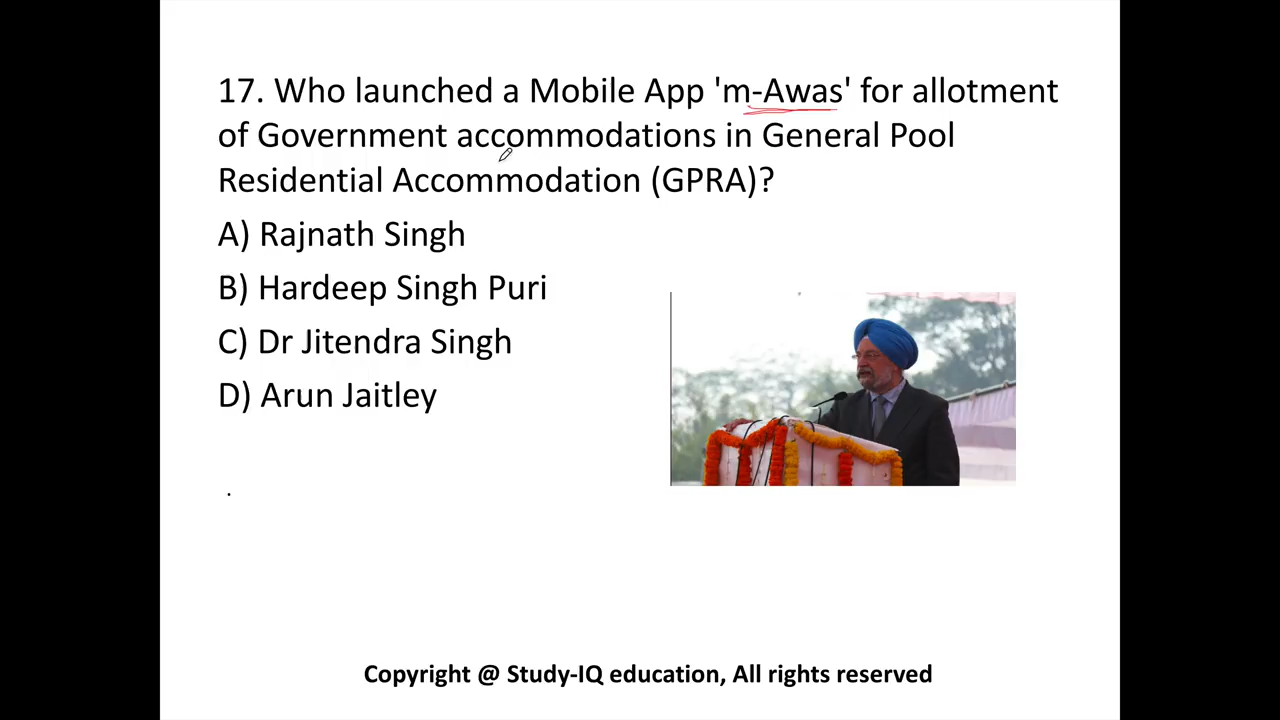 17. Who launched a Mobile App 'm-Awas' for allotment
of Government accommodations in General Pool
Residential Accommodation (GPRA)?
A) Rajnath Singh
B) Hardeep Singh Puri
C) Dr Jitendra Singh
D) Arun Jaitley
.
Copyright @ Study-IQ education, All rights reserved